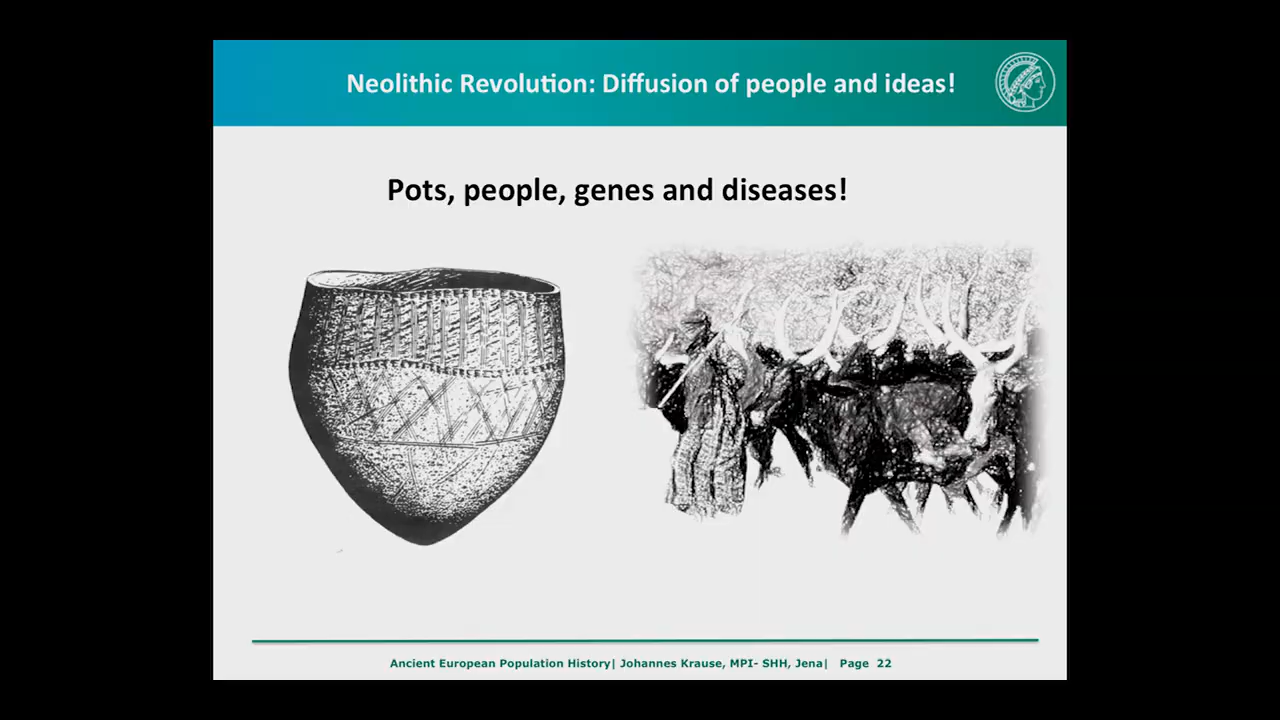 Neolithic Revolution: Diffusion of people and ideas!
Pots, people, genes and diseases!
Ancient European Population History| Johannes Krause, MPI- SHH, Jena| Page 22